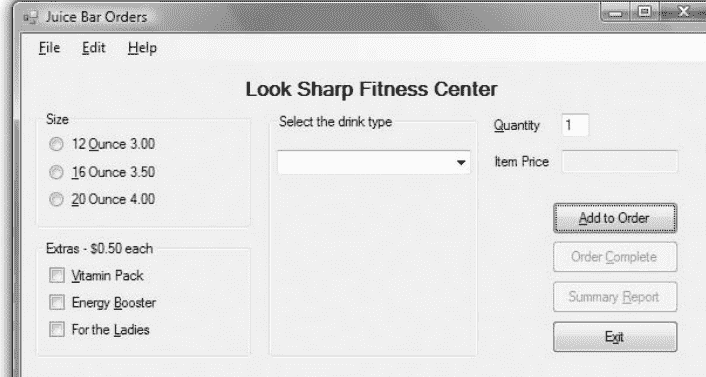 Juice Bar Orders
File Edit Help
Look Sharp Fitness Center
Size
12 Ounce 3.00
16 Ounce 3.50
20 Ounce 4.00
Extras - $0.50 each
Vitamin Pack
Energy Booster
For the Ladies
Select the drink type
Quantity 1
Item Price
Add to Order
Order Complete
Summary Report
Exit